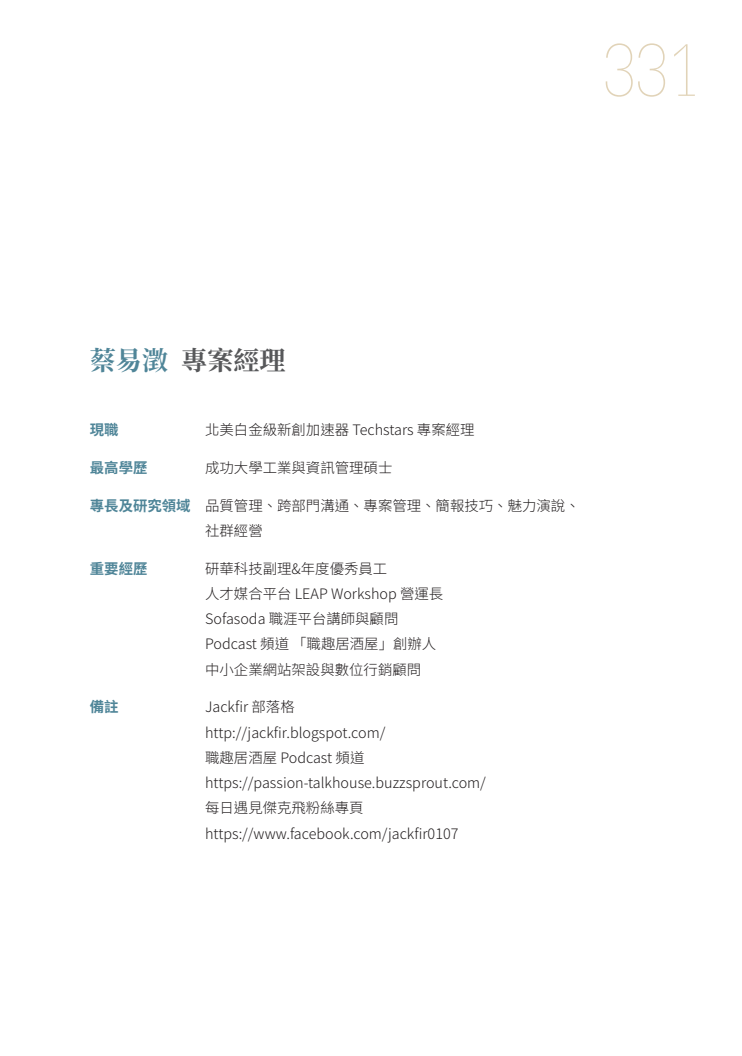 331
蔡易澂 專案經理
現職 北美白金級新創加速器 Techstars 專案經理
最高學歷 成功大學工業與資訊管理碩士
專長及研究領域 品質管理、跨部門溝通、專案管理、簡報技巧、魅力演說、
社群經營
重要經歷 研華科技副理&年度優秀員工
人才媒合平台 LEAP Workshop 營運長
Sofasoda 職涯平台講師與顧問
Podcast 頻道 「職趣居酒屋」創辦人
中小企業網站架設與數位行銷顧問
備註 Jackfir 部落格
http://jackfir.blogspot.com/
職趣居酒屋 Podcast 頻道
https://passion-talkhouse.buzzsprout.com/
每日遇見傑克飛粉絲專頁
https://www.facebook.com/jackfir0107